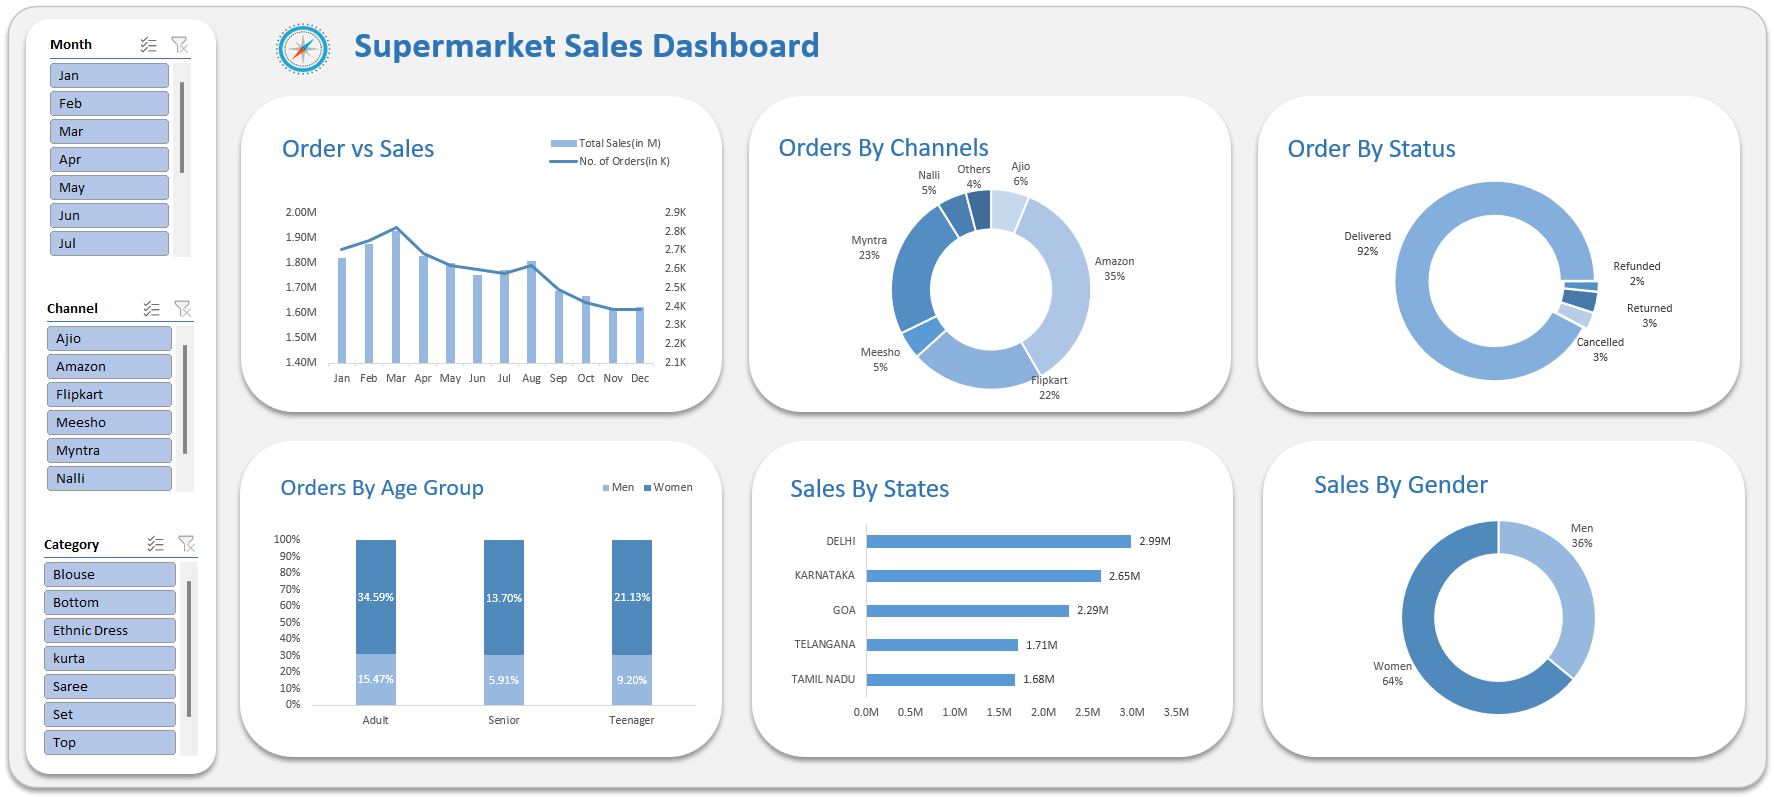 Supermarket Sales Dashboard
Month
Jan
Feb
Mar
Apr
May
Jun
Jul
Channel
Ajio
Amazon
Flipkart
Meesho
Myntra
Nalli
Category
Blouse
Bottom
Ethnic Dress
kurta
Saree
Set
Top
Order vs Sales
Total Sales(in M)
No. of Orders(in K)
2.00M
1.90M
1.80M
1.70M
1.60M
1.50M
1.40M
2.9K
2.8K
2.7K
2.6K
2.5K
2.4K
2.3K
2.2K
2.1K
Jan Feb Mar Apr May Jun Jul Aug Sep Oct Nov Dec
Orders By Channels
Ajio
6%
Amazon
35%
Flipkart
22%
Meesho
5%
Myntra
23%
Nalli
5%
Others
4%
Order By Status
Delivered
92%
Refunded
2%
Returned
3%
Cancelled
3%
Orders By Age Group
Men Women
100%
90%
80%
70%
60%
50%
40%
30%
20%
10%
0%
34.59% 13.70% 21.13%
15.47% 5.91% 9.20%
Adult Senior Teenager
Sales By States
DELHI 2.99M
KARNATAKA 2.65M
GOA 2.29M
TELANGANA 1.71M
TAMIL NADU 1.68M
0.0M 0.5M 1.0M 1.5M 2.0M 2.5M 3.0M 3.5M
Sales By Gender
Men
36%
Women
64%